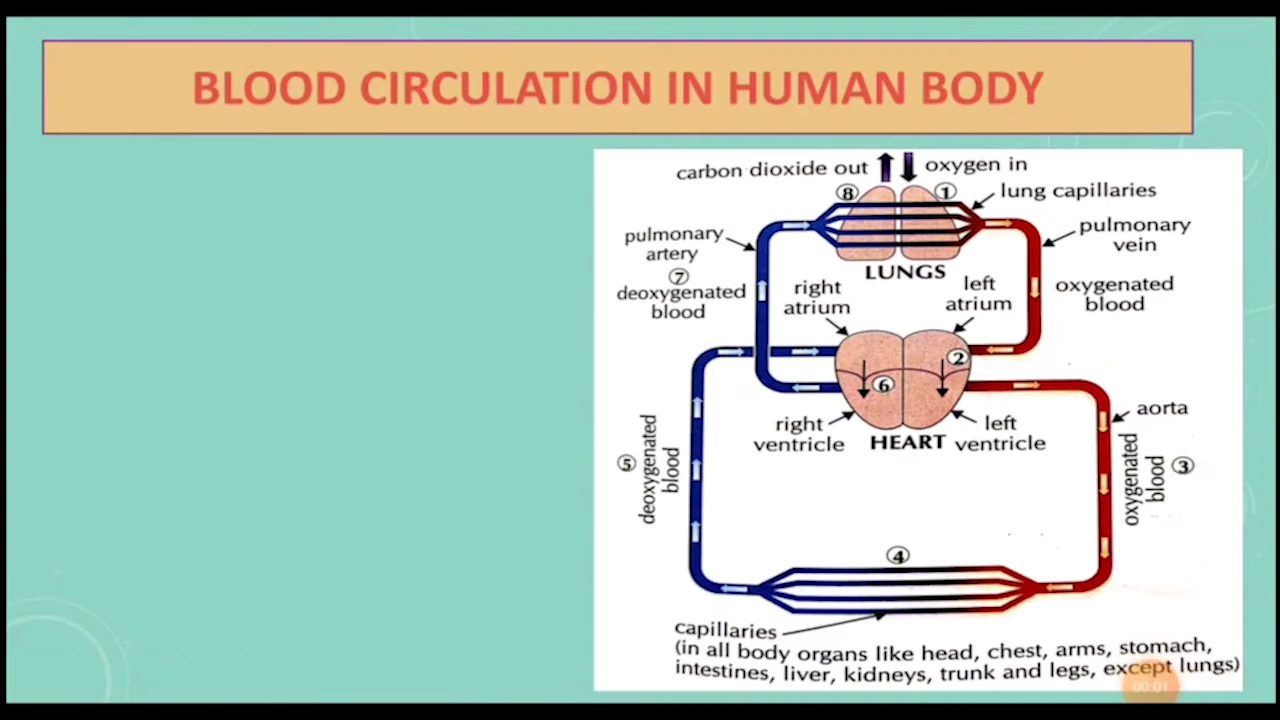 BLOOD CIRCULATION IN HUMAN BODY
carbon dioxide out
oxygen in
⑧
①
lung capillaries
pulmonary
artery
pulmonary
vein
LUNGS
⑦
deoxygenated
blood
right
atrium
left
atrium
oxygenated
blood
②
⑥
right
ventricle
HEART
left
ventricle
aorta
⑤
deoxygenated
blood
oxygenated
blood
③
④
capillaries
(in all body organs like head, chest, arms, stomach,
intestines, liver, kidneys, trunk and legs, except lungs)
00:01